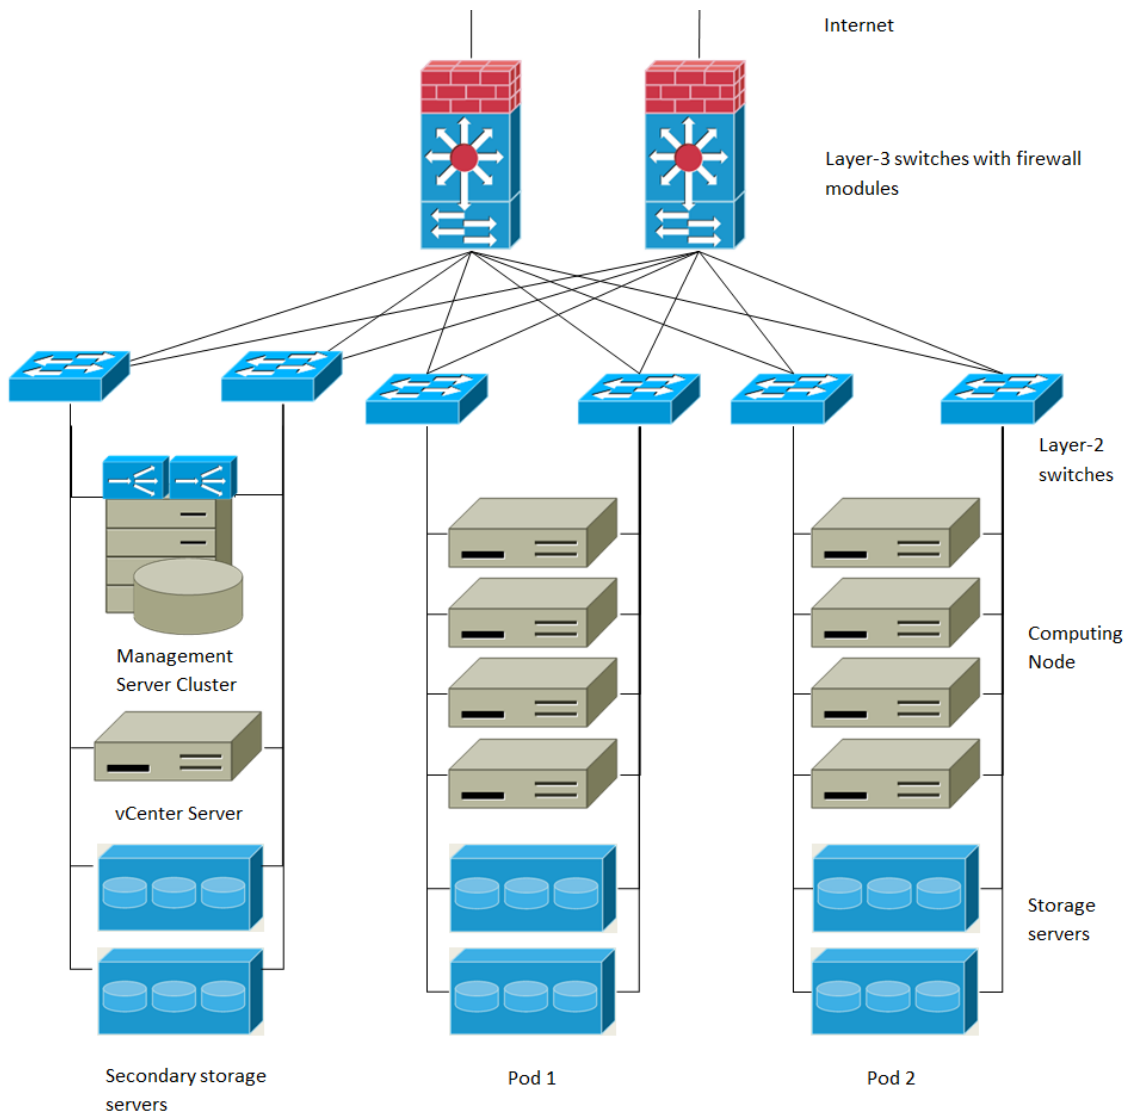 Internet
Layer-3 switches with firewall
modules
Layer-2
switches
Computing
Node
Management
Server Cluster
vCenter Server
Storage
servers
Secondary storage
servers
Pod 1
Pod 2